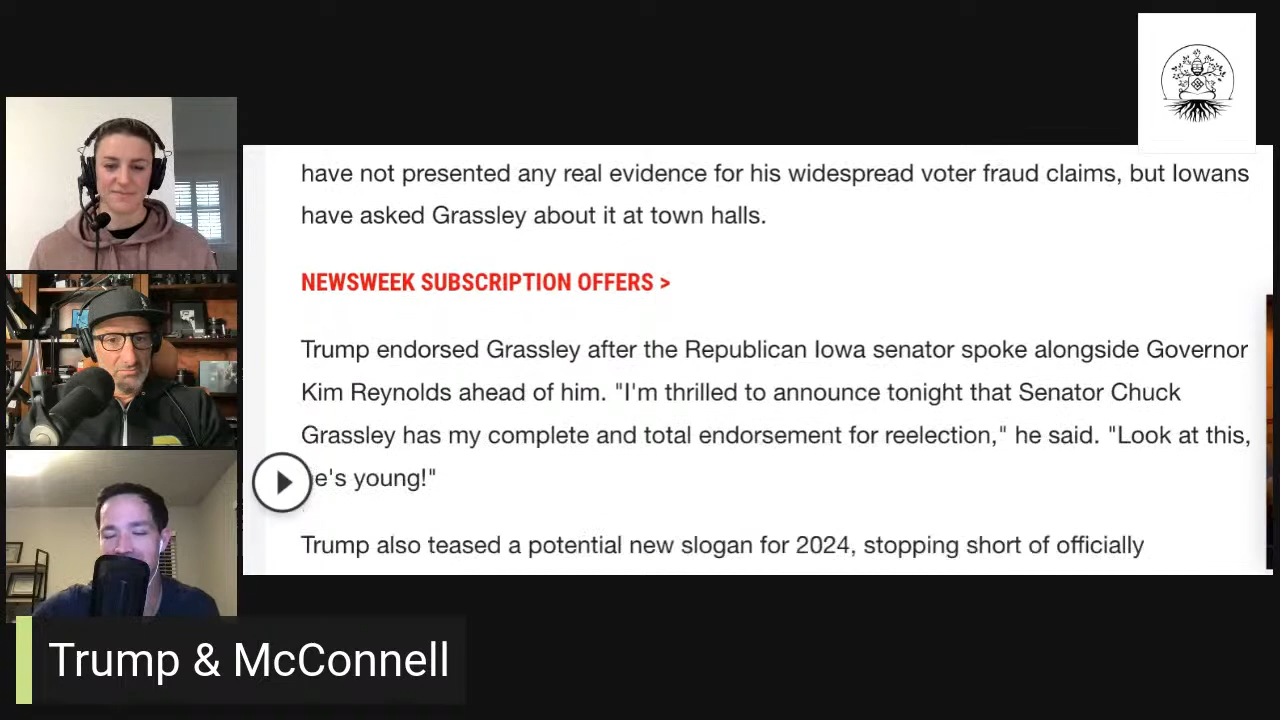 have not presented any real evidence for his widespread voter fraud claims, but Iowans
have asked Grassley about it at town halls.
NEWSWEEK SUBSCRIPTION OFFERS >
Trump endorsed Grassley after the Republican Iowa senator spoke alongside Governor
Kim Reynolds ahead of him. "I'm thrilled to announce tonight that Senator Chuck
Grassley has my complete and total endorsement for reelection," he said. "Look at this,
e's young!"
Trump also teased a potential new slogan for 2024, stopping short of officially
Trump & McConnell